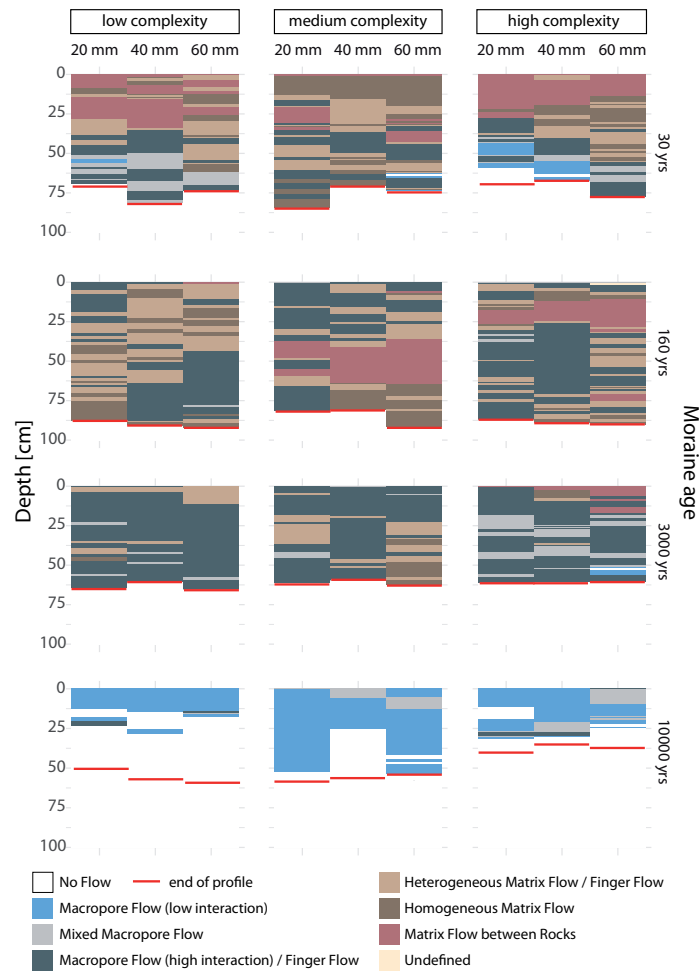 low complexity medium complexity high complexity
20 mm 40 mm 60 mm 20 mm 40 mm 60 mm 20 mm 40 mm 60 mm
0
25
50
75
100
30 yrs
0
25
50
75
100
160 yrs
0
25
50
75
100
3000 yrs
0
25
50
75
100
10000 yrs
Depth [cm]
Moraine age
No Flow end of profile Heterogeneous Matrix Flow / Finger Flow
Macropore Flow (low interaction) Homogeneous Matrix Flow
Mixed Macropore Flow Matrix Flow between Rocks
Macropore Flow (high interaction) / Finger Flow Undefined